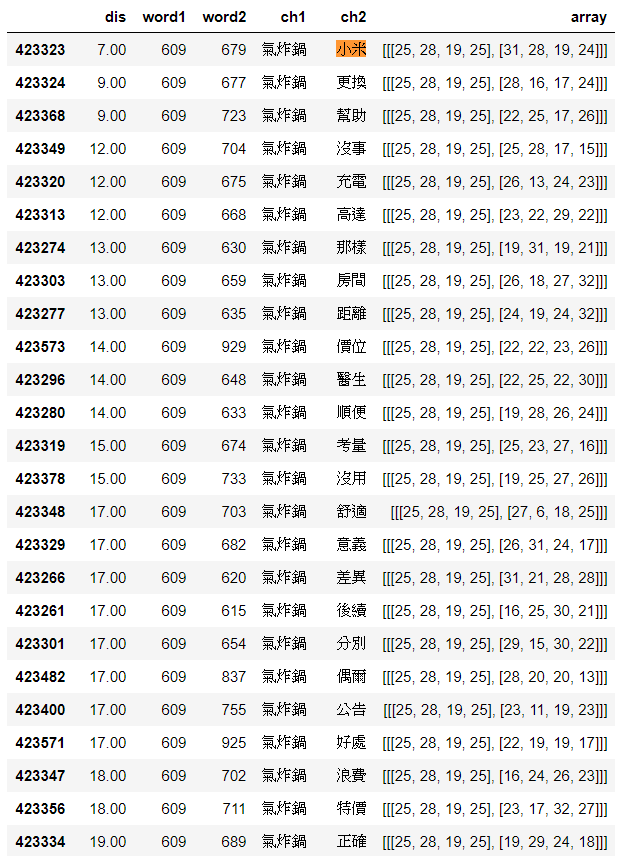 dis word1 word2 ch1 ch2 array
423323 7.00 609 679 氣炸鍋 小米 [[[25, 28, 19, 25], [31, 28, 19, 24]]]
423324 9.00 609 677 氣炸鍋 更換 [[[25, 28, 19, 25], [28, 16, 17, 24]]]
423368 9.00 609 723 氣炸鍋 幫助 [[[25, 28, 19, 25], [22, 25, 17, 26]]]
423349 12.00 609 704 氣炸鍋 沒事 [[[25, 28, 19, 25], [25, 28, 17, 15]]]
423320 12.00 609 675 氣炸鍋 充電 [[[25, 28, 19, 25], [26, 13, 24, 23]]]
423313 12.00 609 668 氣炸鍋 高達 [[[25, 28, 19, 25], [23, 22, 29, 22]]]
423274 13.00 609 630 氣炸鍋 那樣 [[[25, 28, 19, 25], [19, 31, 19, 21]]]
423303 13.00 609 659 氣炸鍋 房間 [[[25, 28, 19, 25], [26, 18, 27, 32]]]
423277 13.00 609 635 氣炸鍋 距離 [[[25, 28, 19, 25], [24, 19, 24, 32]]]
423573 14.00 609 929 氣炸鍋 價位 [[[25, 28, 19, 25], [22, 22, 23, 26]]]
423296 14.00 609 648 氣炸鍋 醫生 [[[25, 28, 19, 25], [22, 25, 22, 30]]]
423280 14.00 609 633 氣炸鍋 順便 [[[25, 28, 19, 25], [19, 28, 26, 24]]]
423319 15.00 609 674 氣炸鍋 考量 [[[25, 28, 19, 25], [25, 23, 27, 16]]]
423378 15.00 609 733 氣炸鍋 沒用 [[[25, 28, 19, 25], [19, 25, 27, 26]]]
423348 17.00 609 703 氣炸鍋 舒適 [[[25, 28, 19, 25], [27, 6, 18, 25]]]
423329 17.00 609 682 氣炸鍋 意義 [[[25, 28, 19, 25], [26, 31, 24, 17]]]
423266 17.00 609 620 氣炸鍋 差異 [[[25, 28, 19, 25], [31, 21, 28, 28]]]
423261 17.00 609 615 氣炸鍋 後續 [[[25, 28, 19, 25], [16, 25, 30, 21]]]
423301 17.00 609 654 氣炸鍋 分別 [[[25, 28, 19, 25], [29, 15, 30, 22]]]
423482 17.00 609 837 氣炸鍋 偶爾 [[[25, 28, 19, 25], [28, 20, 20, 13]]]
423400 17.00 609 755 氣炸鍋 公告 [[[25, 28, 19, 25], [23, 11, 19, 23]]]
423571 17.00 609 925 氣炸鍋 好處 [[[25, 28, 19, 25], [22, 19, 19, 17]]]
423347 18.00 609 702 氣炸鍋 浪費 [[[25, 28, 19, 25], [16, 24, 26, 23]]]
423356 18.00 609 711 氣炸鍋 特價 [[[25, 28, 19, 25], [23, 17, 32, 27]]]
423334 19.00 609 689 氣炸鍋 正確 [[[25, 28, 19, 25], [19, 29, 24, 18]]]